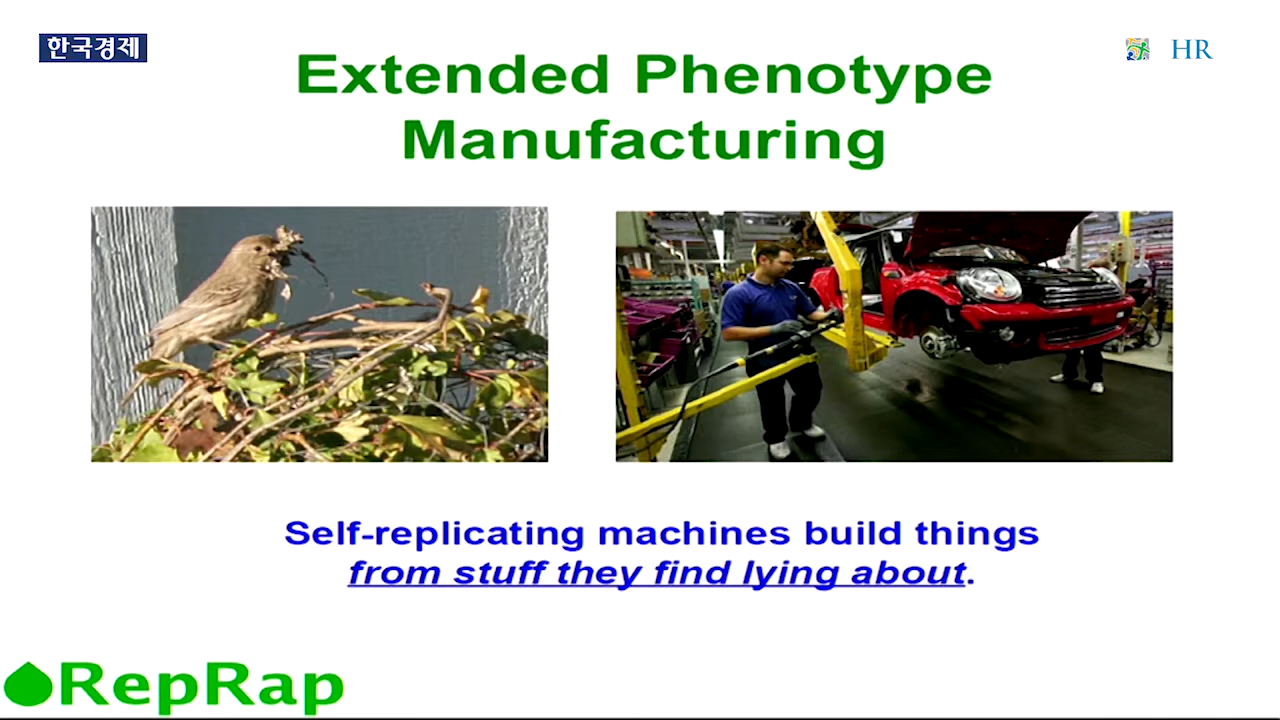 한국경제
HR
Extended Phenotype
Manufacturing
Self-replicating machines build things
from stuff they find lying about.
RepRap